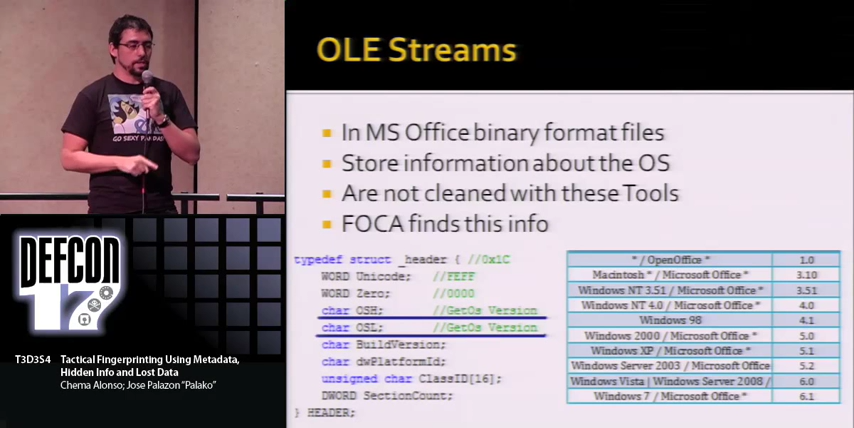 OLE Streams
In MS Office binary format files
Store information about the OS
Are not cleaned with these Tools
FOCA finds this info
typedef struct _header { //0x1C
WORD Unicode; //FEFF
WORD Zero; //0000
char OSH; //GetOs Version
char OSL; //GetOs Version
char BuildVersion;
char dwPlatformId;
unsigned char ClassID[16];
DWORD SectionCount;
} HEADER;
* / OpenOffice * 1.0
Macintosh * / Microsoft Office * 3.10
Windows NT 3.51 / Microsoft Office * 3.51
Windows NT 4.0 / Microsoft Office * 4.0
Windows 98 4.1
Windows 2000 / Microsoft Office * 5.0
Windows XP / Microsoft Office * 5.1
Windows Server 2003 / Microsoft Office 5.2
Windows Vista | Windows Server 2008 / 6.0
Windows 7 / Microsoft Office * 6.1
GO SEXY PANDAS
DEFCON
17
T3D3S4 Tactical Fingerprinting Using Metadata,
Hidden Info and Lost Data
Chema Alonso; Jose Palazon "Palako"